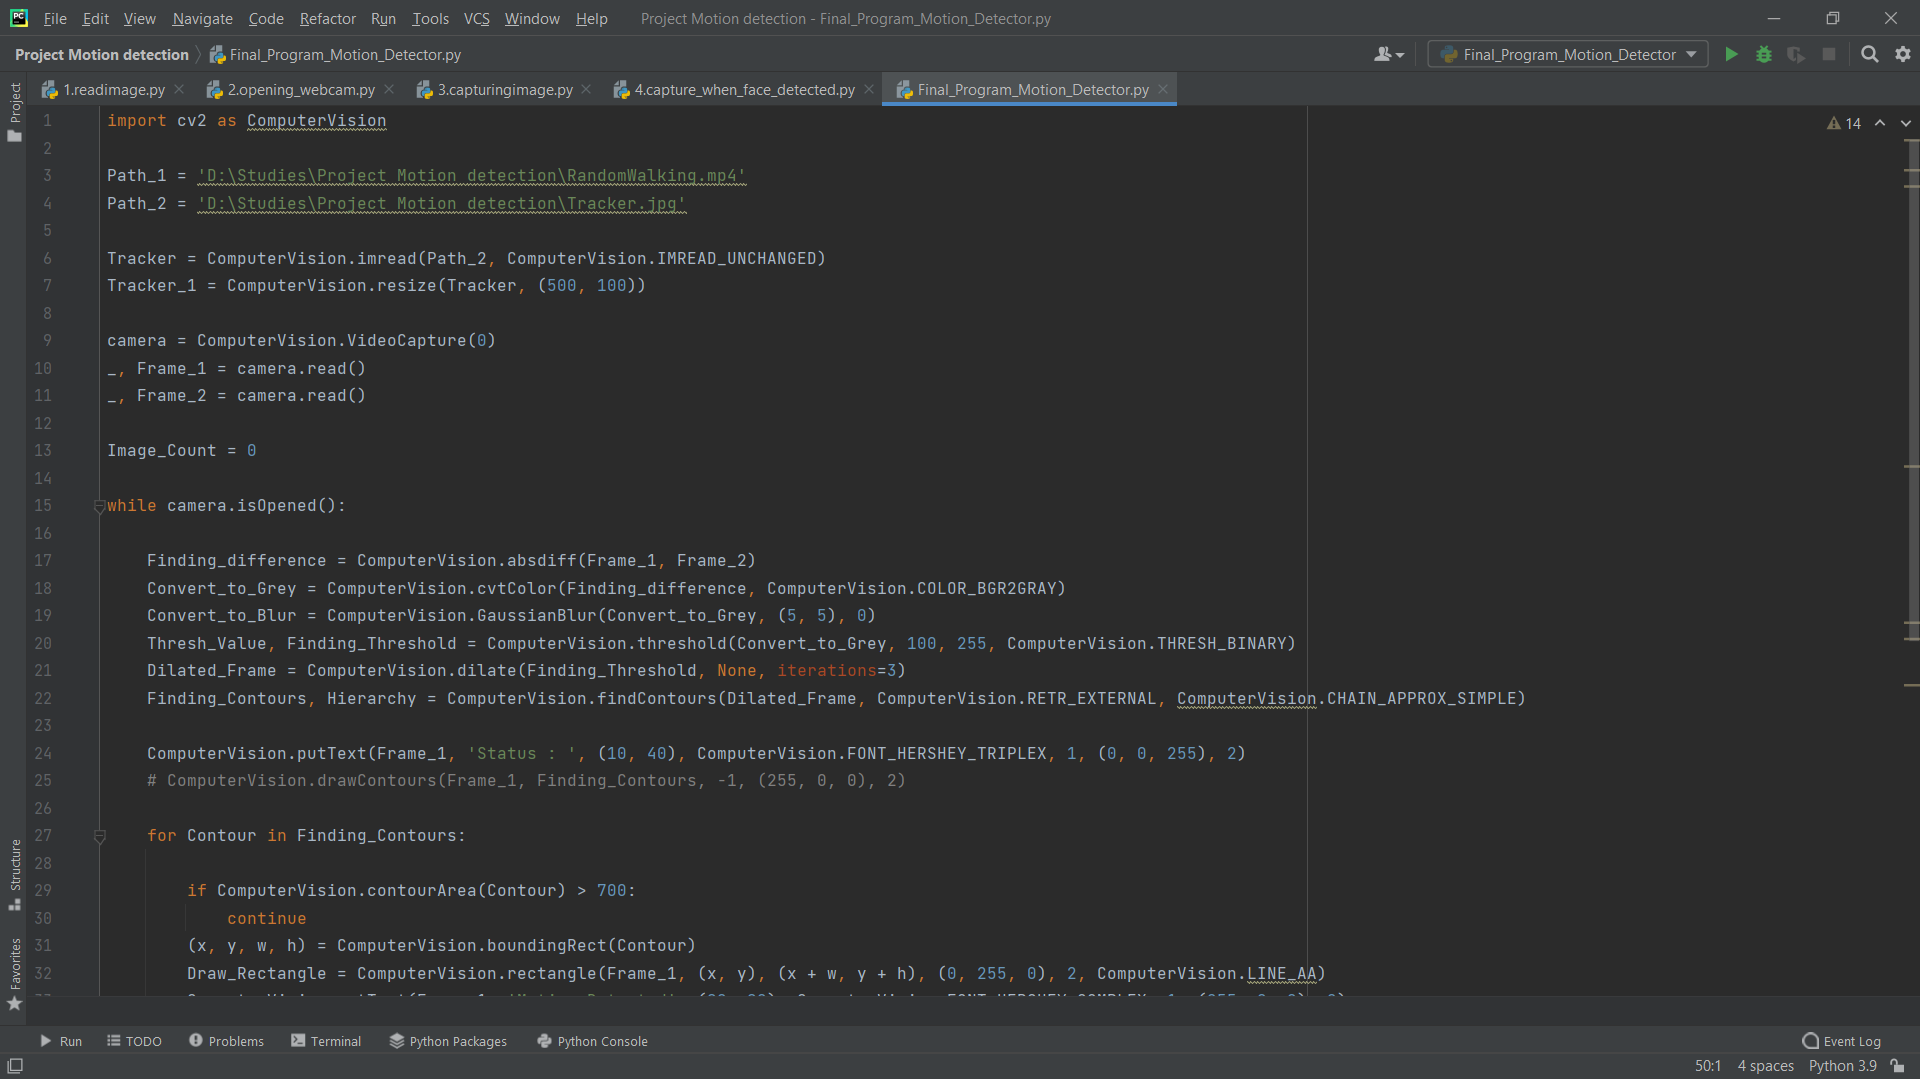 File Edit View Navigate Code Refactor Run Tools VCS Window Help Project Motion detection - Final_Program_Motion_Detector.py
Project Motion detection Final_Program_Motion_Detector.py Final_Program_Motion_Detector
1.readimage.py 2.opening_webcam.py 3.capturingimage.py 4.capture_when_face_detected.py Final_Program_Motion_Detector.py
Project
14
1 import cv2 as ComputerVision
2
3 Path_1 = 'D:\Studies\Project Motion detection\RandomWalking.mp4'
4 Path_2 = 'D:\Studies\Project Motion detection\Tracker.jpg'
5
6 Tracker = ComputerVision.imread(Path_2, ComputerVision.IMREAD_UNCHANGED)
7 Tracker_1 = ComputerVision.resize(Tracker, (500, 100))
8
9 camera = ComputerVision.VideoCapture(0)
10 _, Frame_1 = camera.read()
11 _, Frame_2 = camera.read()
12
13 Image_Count = 0
14
15 while camera.isOpened():
16
17 Finding_difference = ComputerVision.absdiff(Frame_1, Frame_2)
18 Convert_to_Grey = ComputerVision.cvtColor(Finding_difference, ComputerVision.COLOR_BGR2GRAY)
19 Convert_to_Blur = ComputerVision.GaussianBlur(Convert_to_Grey, (5, 5), 0)
20 Thresh_Value, Finding_Threshold = ComputerVision.threshold(Convert_to_Grey, 100, 255, ComputerVision.THRESH_BINARY)
21 Dilated_Frame = ComputerVision.dilate(Finding_Threshold, None, iterations=3)
22 Finding_Contours, Hierarchy = ComputerVision.findContours(Dilated_Frame, ComputerVision.RETR_EXTERNAL, ComputerVision.CHAIN_APPROX_SIMPLE)
23
24 ComputerVision.putText(Frame_1, 'Status : ', (10, 40), ComputerVision.FONT_HERSHEY_TRIPLEX, 1, (0, 0, 255), 2)
25 # ComputerVision.drawContours(Frame_1, Finding_Contours, -1, (255, 0, 0), 2)
26
27 for Contour in Finding_Contours:
28
29 if ComputerVision.contourArea(Contour) > 700:
30 continue
31 (x, y, w, h) = ComputerVision.boundingRect(Contour)
32 Draw_Rectangle = ComputerVision.rectangle(Frame_1, (x, y), (x + w, y + h), (0, 255, 0), 2, ComputerVision.LINE_AA)
Structure
Favorites
Run TODO Problems Terminal Python Packages Python Console Event Log
50:1 4 spaces Python 3.9